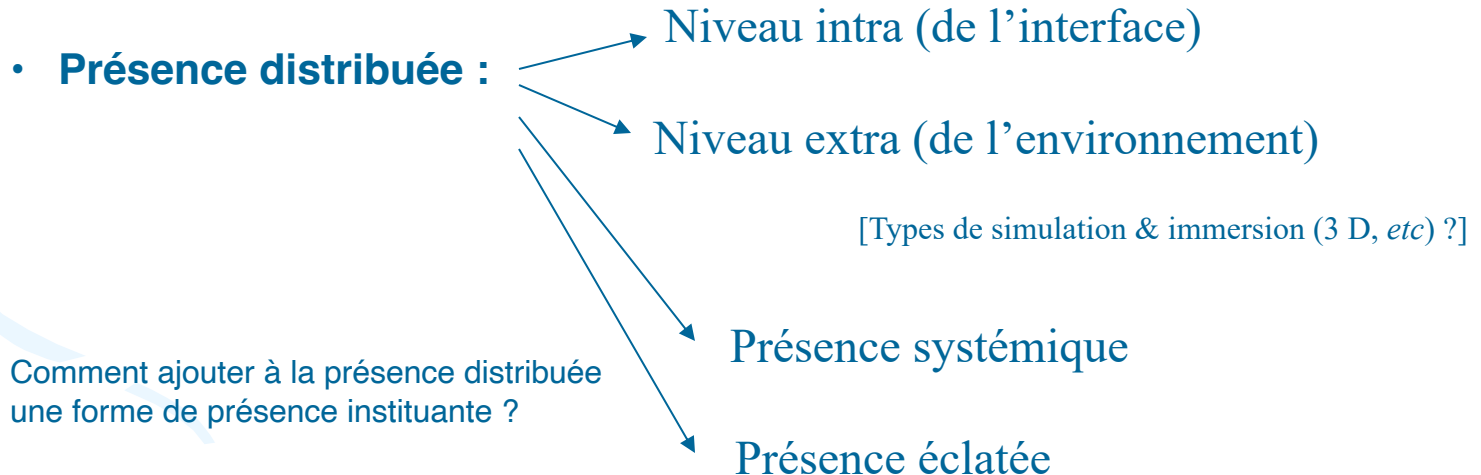 Niveau intra (de l’interface)
• Présence distribuée :
Niveau extra (de l’environnement)
[Types de simulation & immersion (3 D, etc) ?]
Présence systémique
Comment ajouter à la présence distribuée
une forme de présence instituante ?
Présence éclatée